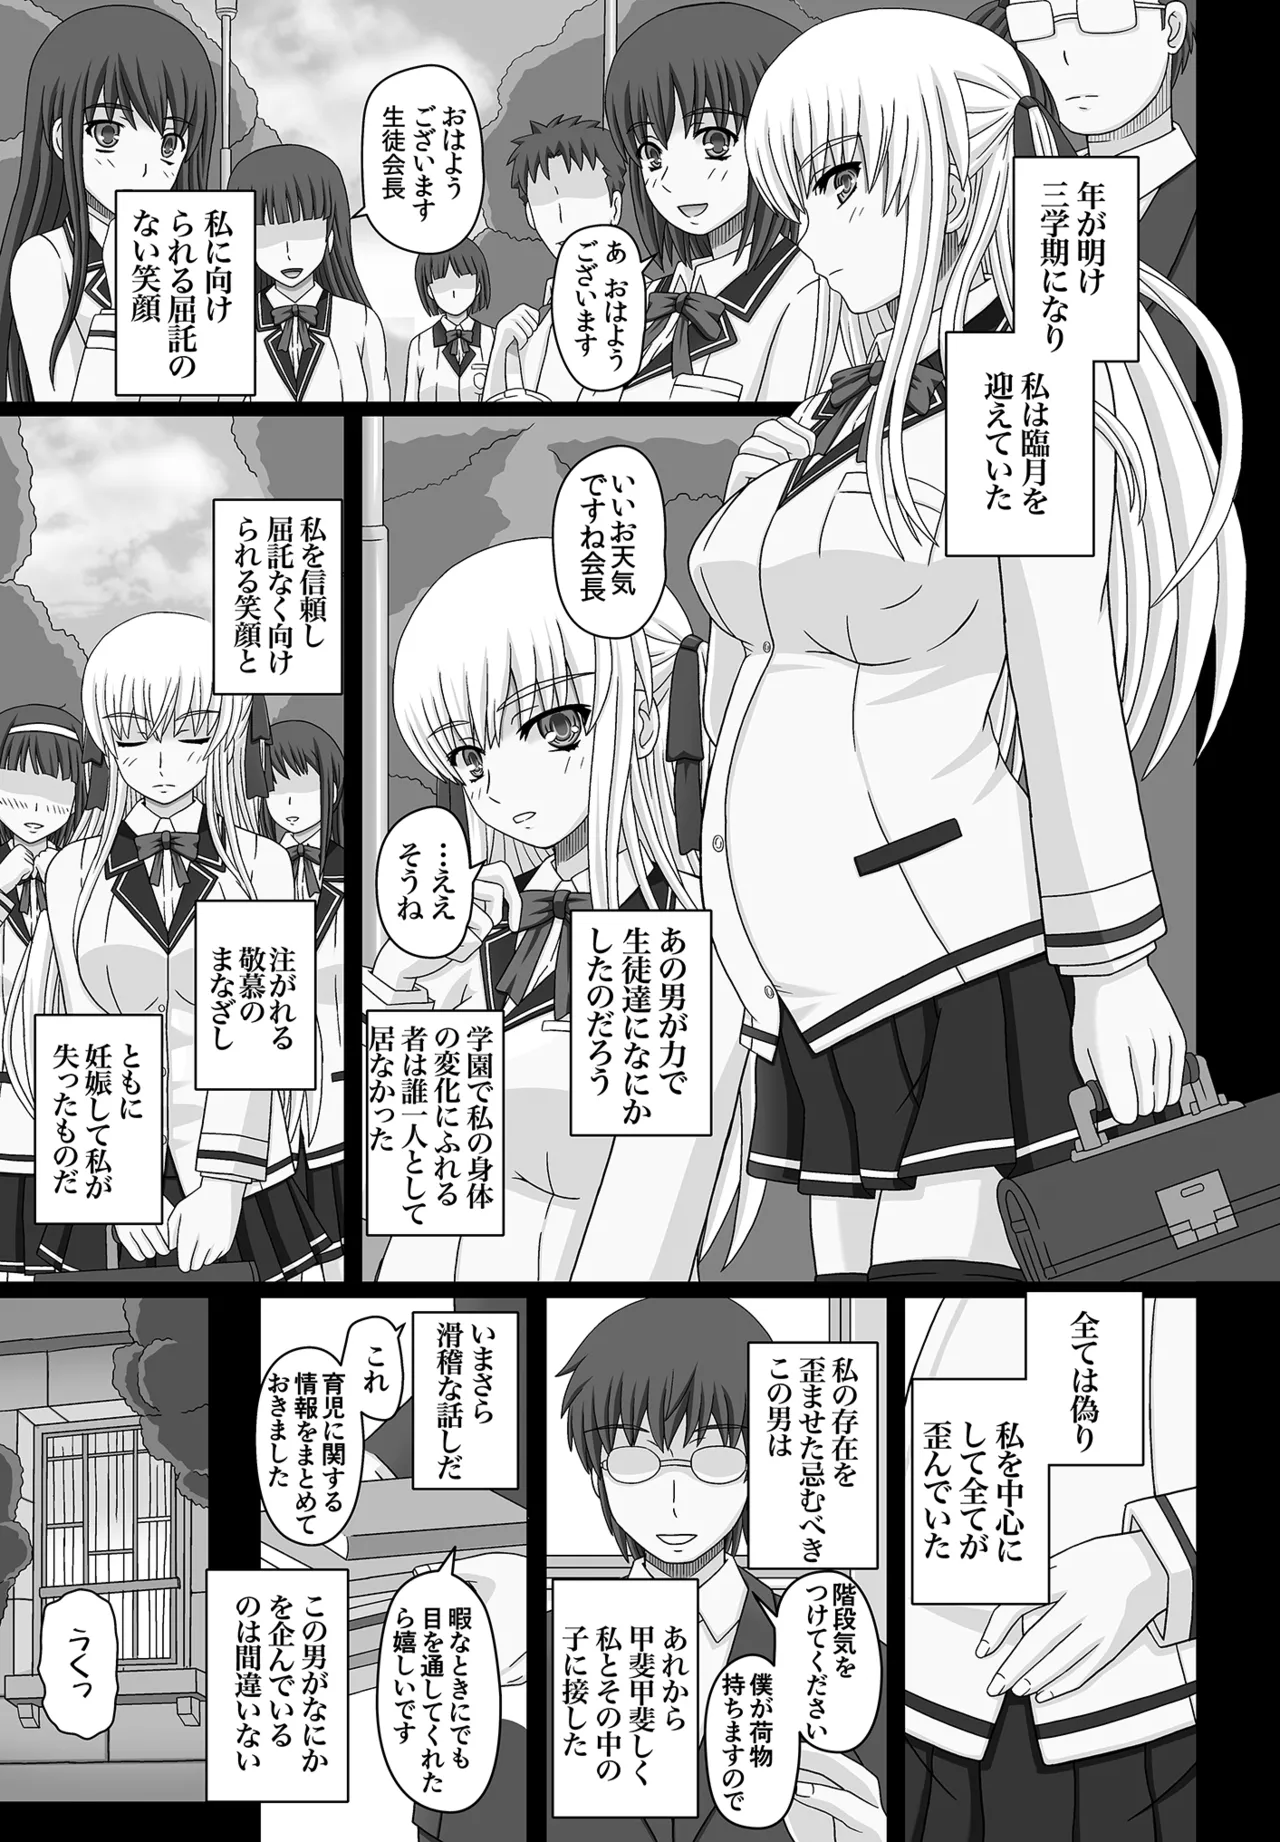 年が明け
三学期になり
私は臨月を
迎えていた
あ おはよう
ございます
おはよう
ございます
生徒会長
私に向け
られる屈託の
ない笑顔
いいお天気
ですね会長
…ええ
そうね
あの男が力で
生徒達になにか
したのだろう
学園で私の身体
の変化にふれる
者は誰一人として
居なかった
私を信頼し
屈託なく向け
られる笑顔と
注がれる
敬慕の
まなざし
ともに
妊娠して私が
失ったものだ
全ては偽り
私を中心に
して全てが
歪んでいた
私の存在を
歪ませた忌むべき
この男は
階段気を
つけてください
僕が荷物
持ちますので
あれから
甲斐甲斐しく
私とその中の
子に接した
いまさら
滑稽な話しだ
これ
育児に関する
情報をまとめて
おきました
暇なときにでも
目を通してくれた
ら嬉しいです
この男がなにか
を企んでいる
のは間違いない
うくっ